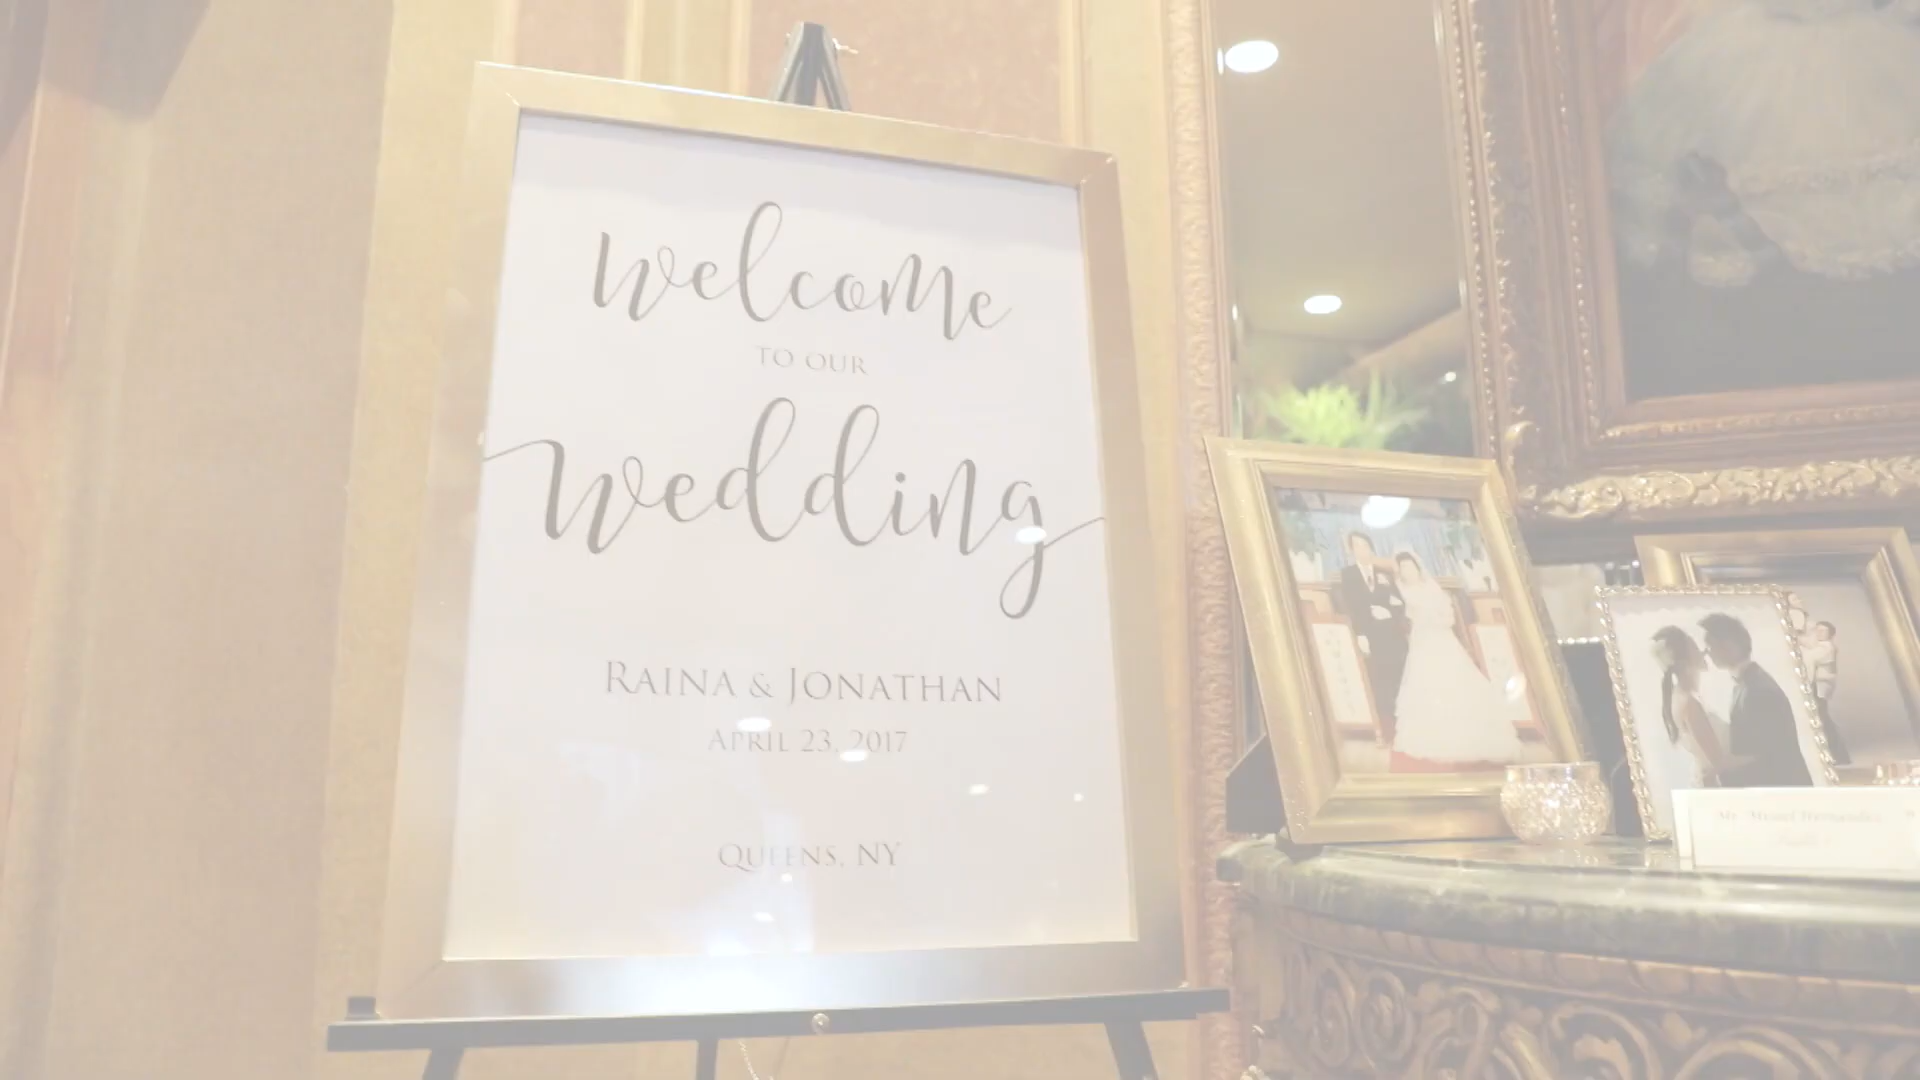 welcome
TO OUR
wedding
RAINA & JONATHAN
APRIL 23, 2017
QUEENS, NY